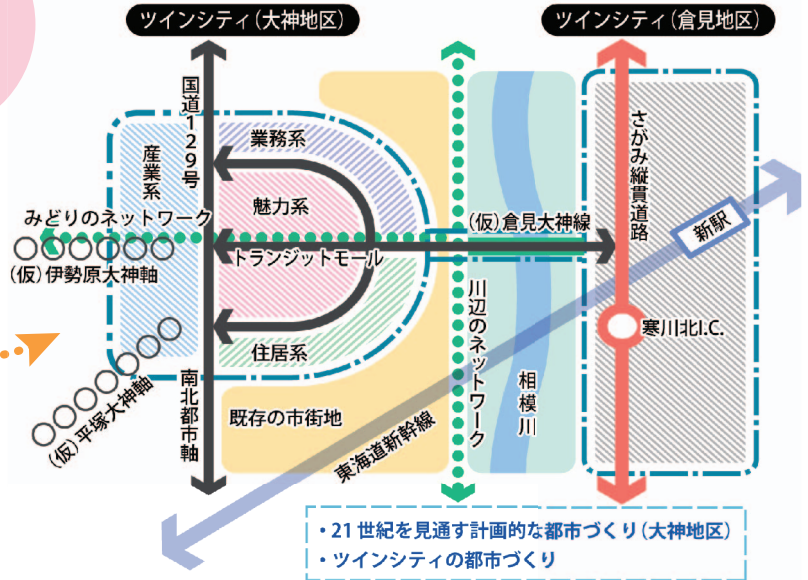 ツインシティ(大神地区)
ツインシティ(倉見地区)
国道129号
業務系
産業系
魅力系
さがみ縦貫道路
新駅
みどりのネットワーク
(仮)倉見大神線
トランジットモール
(仮)伊勢原大神軸
川辺のネットワーク
寒川北I.C.
住居系
(仮)平塚大神軸
南北都市軸
既存の市街地
相模川
東海道新幹線
・21世紀を見通す計画的な都市づくり(大神地区)
・ツインシティの都市づくり